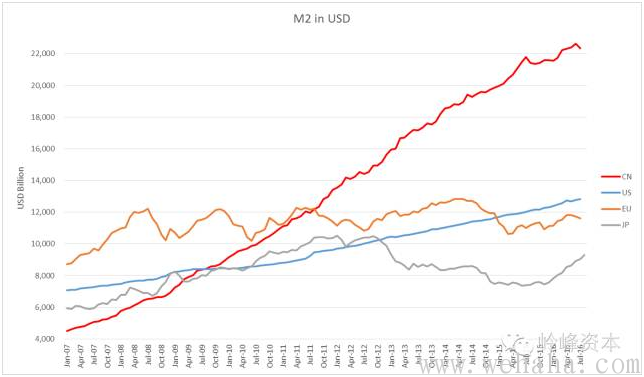 M2 in USD
22,000
20,000
18,000
16,000
14,000
12,000
10,000
8,000
6,000
4,000
USD Billion
CN
US
EU
JP
Jan-07
Apr-07
Jul-07
Oct-07
Jan-08
Apr-08
Jul-08
Oct-08
Jan-09
Apr-09
Jul-09
Oct-09
Jan-10
Apr-10
Jul-10
Oct-10
Jan-11
Apr-11
Jul-11
Oct-11
Jan-12
Apr-12
Jul-12
Oct-12
Jan-13
Apr-13
Jul-13
Oct-13
Jan-14
Apr-14
Jul-14
Oct-14
Jan-15
Apr-15
Oct-15
Jan-16
Apr-16
Jul-16
岭峰资本